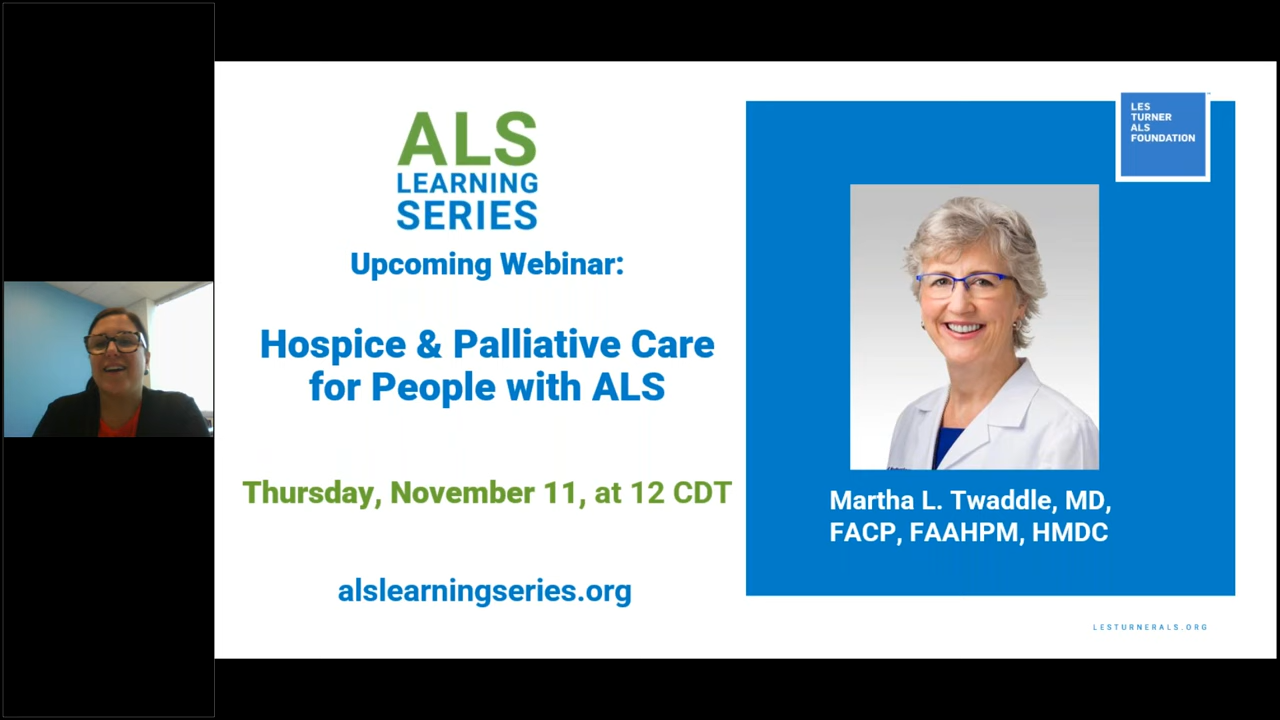 ALS
LEARNING
SERIES
Upcoming Webinar:
Hospice & Palliative Care
for People with ALS
Thursday, November 11, at 12 CDT
alslearningseries.org
LES
TURNER
ALS
FOUNDATION
Martha L. Twaddle, MD,
FACP, FAAHPM, HMDC
LESTURNERALS.ORG